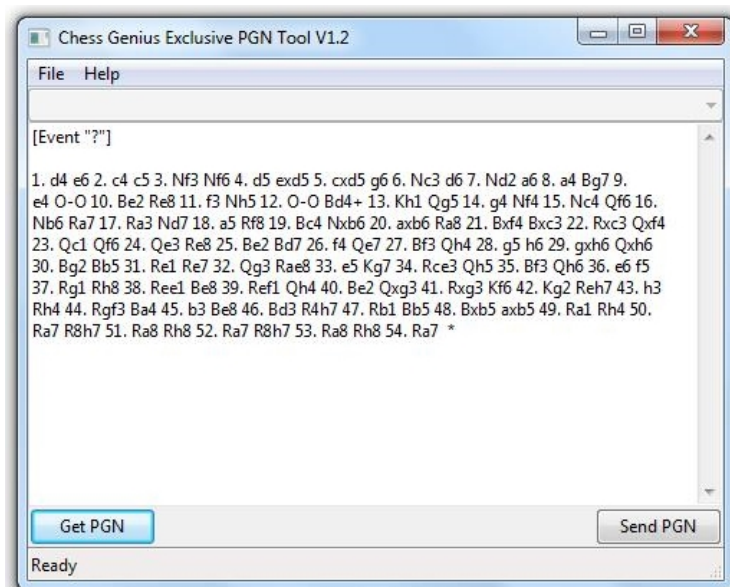 Chess Genius Exclusive PGN Tool V1.2
File Help
[Event "?"]
1. d4 e6 2. c4 c5 3. Nf3 Nf6 4. d5 exd5 5. cxd5 g6 6. Nc3 d6 7. Nd2 a6 8. a4 Bg7 9.
e4 O-O 10. Be2 Re8 11. f3 Nh5 12. O-O Bd4+ 13. Kh1 Qg5 14. g4 Nf4 15. Nc4 Qf6 16.
Nb6 Ra7 17. Ra3 Nd7 18. a5 Rf8 19. Bc4 Nxb6 20. axb6 Ra8 21. Bxf4 Bxc3 22. Rxc3 Qxf4
23. Qc1 Qf6 24. Qe3 Re8 25. Be2 Bd7 26. f4 Qe7 27. Bf3 Qh4 28. g5 h6 29. gxh6 Qxh6
30. Bg2 Bb5 31. Re1 Re7 32. Qg3 Rae8 33. e5 Kg7 34. Rce3 Qh5 35. Bf3 Qh6 36. e6 f5
37. Rg1 Rh8 38. Ree1 Be8 39. Ref1 Qh4 40. Be2 Qxg3 41. Rxg3 Kf6 42. Kg2 Reh7 43. h3
Rh4 44. Rgf3 Ba4 45. b3 Be8 46. Bd3 R4h7 47. Rb1 Bb5 48. Bxb5 axb5 49. Ra1 Rh4 50.
Ra7 R8h7 51. Ra8 Rh8 52. Ra7 R8h7 53. Ra8 Rh8 54. Ra7 *
Get PGN Send PGN
Ready